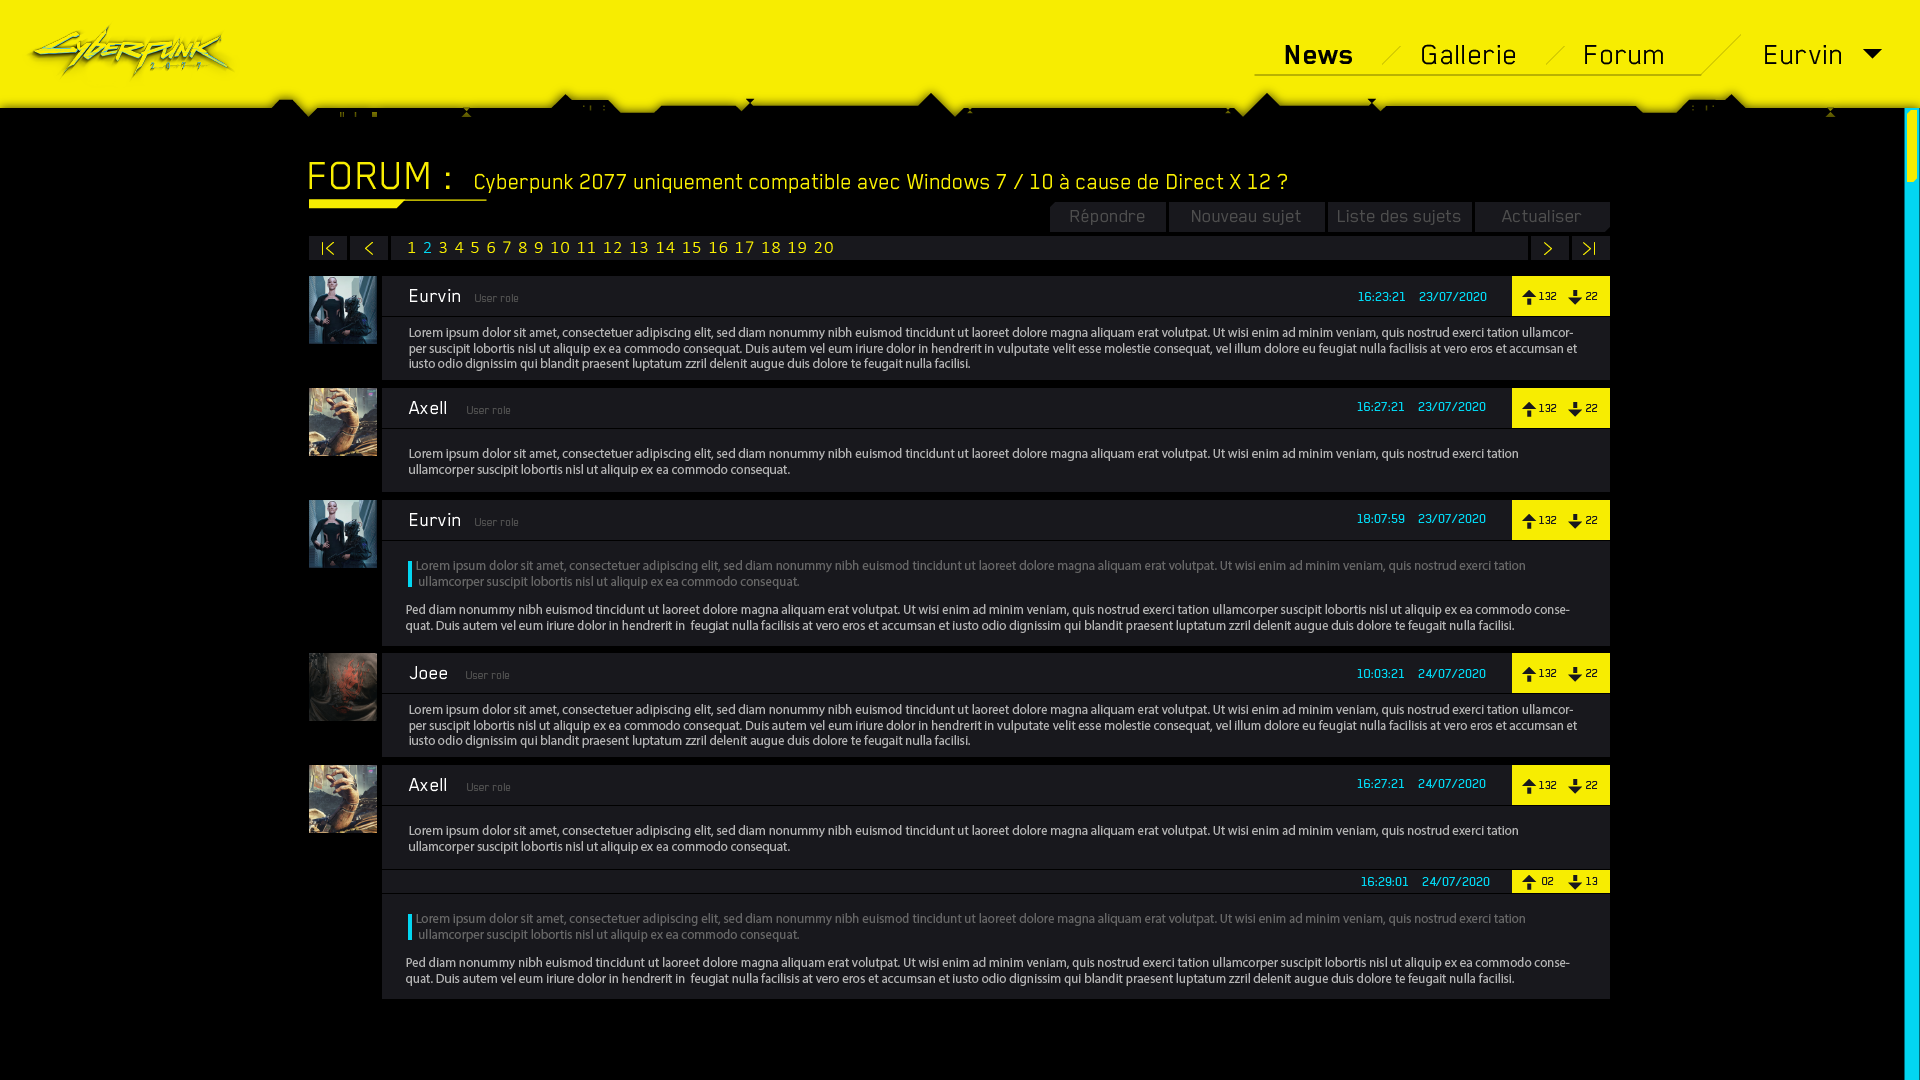 Cyberpunk
2077
News
Gallerie
Forum
Eurvin
FORUM : Cyberpunk 2077 uniquement compatible avec Windows 7 / 10 à cause de Direct X 12 ?
Répondre
Nouveau sujet
Liste des sujets
Actualiser
1 2 3 4 5 6 7 8 9 10 11 12 13 14 15 16 17 18 19 20
Eurvin User role 16:23:21 23/07/2020 132 22
Lorem ipsum dolor sit amet, consectetuer adipiscing elit, sed diam nonummy nibh euismod tincidunt ut laoreet dolore magna aliquam erat volutpat. Ut wisi enim ad minim veniam, quis nostrud exerci tation ullamcor-
per suscipit lobortis nisl ut aliquip ex ea commodo consequat. Duis autem vel eum iriure dolor in hendrerit in vulputate velit esse molestie consequat, vel illum dolore eu feugiat nulla facilisis at vero eros et accumsan et
iusto odio dignissim qui blandit praesent luptatum zzril delenit augue duis dolore te feugait nulla facilisi.
Axell User role 16:27:21 23/07/2020 132 22
Lorem ipsum dolor sit amet, consectetuer adipiscing elit, sed diam nonummy nibh euismod tincidunt ut laoreet dolore magna aliquam erat volutpat. Ut wisi enim ad minim veniam, quis nostrud exerci tation
ullamcorper suscipit lobortis nisl ut aliquip ex ea commodo consequat.
Eurvin User role 18:07:59 23/07/2020 132 22
Lorem ipsum dolor sit amet, consectetuer adipiscing elit, sed diam nonummy nibh euismod tincidunt ut laoreet dolore magna aliquam erat volutpat. Ut wisi enim ad minim veniam, quis nostrud exerci tation
ullamcorper suscipit lobortis nisl ut aliquip ex ea commodo consequat.
Ped diam nonummy nibh euismod tincidunt ut laoreet dolore magna aliquam erat volutpat. Ut wisi enim ad minim veniam, quis nostrud exerci tation ullamcorper suscipit lobortis nisl ut aliquip ex ea commodo conse-
quat. Duis autem vel eum iriure dolor in hendrerit in feugiat nulla facilisis at vero eros et accumsan et iusto odio dignissim qui blandit praesent luptatum zzril delenit augue duis dolore te feugait nulla facilisi.
Joee User role 10:03:21 24/07/2020 132 22
Lorem ipsum dolor sit amet, consectetuer adipiscing elit, sed diam nonummy nibh euismod tincidunt ut laoreet dolore magna aliquam erat volutpat. Ut wisi enim ad minim veniam, quis nostrud exerci tation ullamcor-
per suscipit lobortis nisl ut aliquip ex ea commodo consequat. Duis autem vel eum iriure dolor in hendrerit in vulputate velit esse molestie consequat, vel illum dolore eu feugiat nulla facilisis at vero eros et accumsan et
iusto odio dignissim qui blandit praesent luptatum zzril delenit augue duis dolore te feugait nulla facilisi.
Axell User role 16:27:21 24/07/2020 132 22
Lorem ipsum dolor sit amet, consectetuer adipiscing elit, sed diam nonummy nibh euismod tincidunt ut laoreet dolore magna aliquam erat volutpat. Ut wisi enim ad minim veniam, quis nostrud exerci tation
ullamcorper suscipit lobortis nisl ut aliquip ex ea commodo consequat.
16:29:01 24/07/2020 02 13
Lorem ipsum dolor sit amet, consectetuer adipiscing elit, sed diam nonummy nibh euismod tincidunt ut laoreet dolore magna aliquam erat volutpat. Ut wisi enim ad minim veniam, quis nostrud exerci tation
ullamcorper suscipit lobortis nisl ut aliquip ex ea commodo consequat.
Ped diam nonummy nibh euismod tincidunt ut laoreet dolore magna aliquam erat volutpat. Ut wisi enim ad minim veniam, quis nostrud exerci tation ullamcorper suscipit lobortis nisl ut aliquip ex ea commodo conse-
quat. Duis autem vel eum iriure dolor in hendrerit in feugiat nulla facilisis at vero eros et accumsan et iusto odio dignissim qui blandit praesent luptatum zzril delenit augue duis dolore te feugait nulla facilisi.